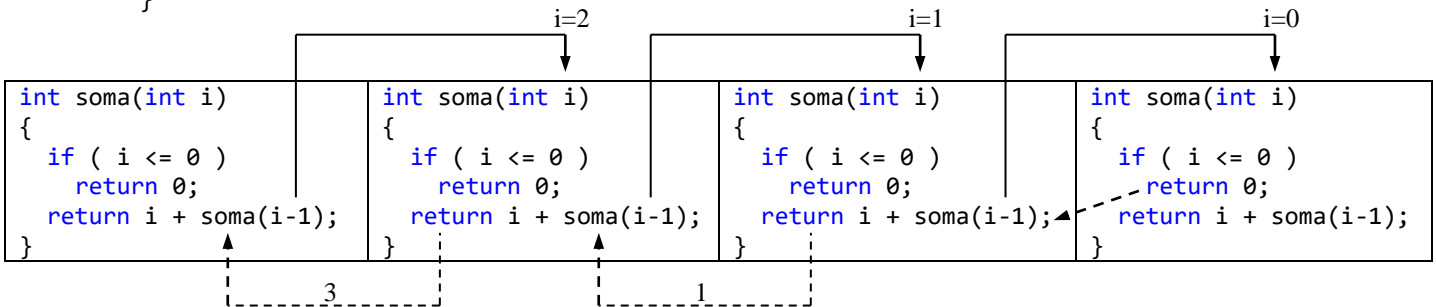 }
i=2
i=1
i=0
int soma(int i)
{
  if ( i <= 0 )
    return 0;
  return i + soma(i-1);
}
int soma(int i)
{
  if ( i <= 0 )
    return 0;
  return i + soma(i-1);
}
int soma(int i)
{
  if ( i <= 0 )
    return 0;
  return i + soma(i-1);
}
int soma(int i)
{
  if ( i <= 0 )
    return 0;
  return i + soma(i-1);
}
3
1